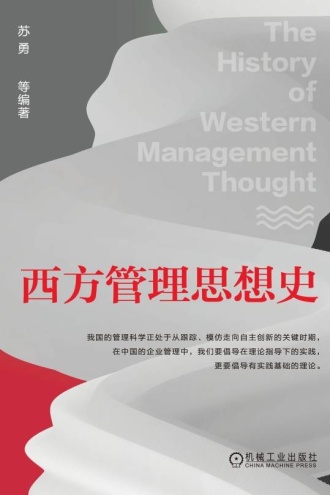 苏勇 等编著
The
History
of
Western
Management
Thought
西方管理思想史
我国的管理科学正处于从跟踪、模仿走向自主创新的关键时期，
在中国的企业管理中，我们要倡导在理论指导下的实践，
更要倡导有实践基础的理论。
机械工业出版社
CHINA MACHINE PRESS